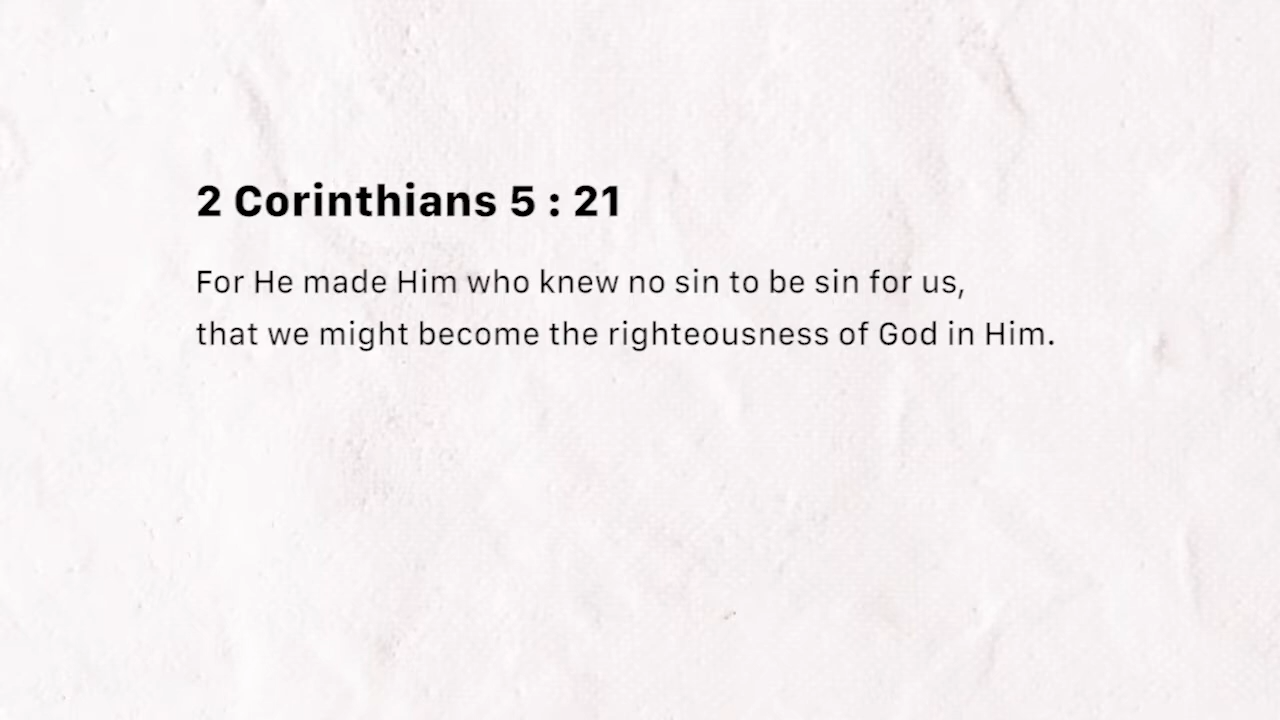 2 Corinthians 5 : 21
For He made Him who knew no sin to be sin for us,
that we might become the righteousness of God in Him.